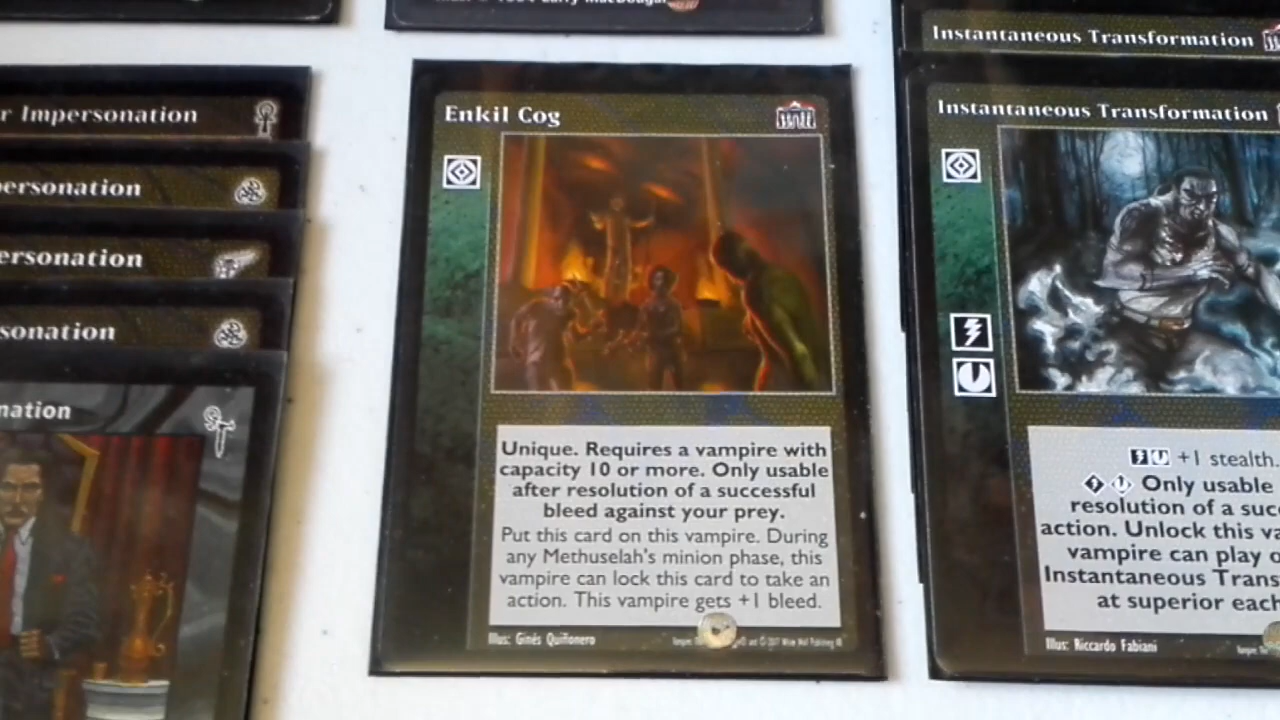 Instantaneous Transformation
r Impersonation
personation
ersonation
sonation
nation
Enkil Cog
Unique. Requires a vampire with
capacity 10 or more. Only usable
after resolution of a successful
bleed against your prey.
Put this card on this vampire. During
any Methuselah's minion phase, this
vampire can lock this card to take an
action. This vampire gets +1 bleed.
Illus: Ginés Quiñonero
Instantaneous Transformation
+1 stealth.
Only usable
resolution of a suc
action. Unlock this va
vampire can play o
Instantaneous Trans
at superior each
Illus: Riccardo Fabiani